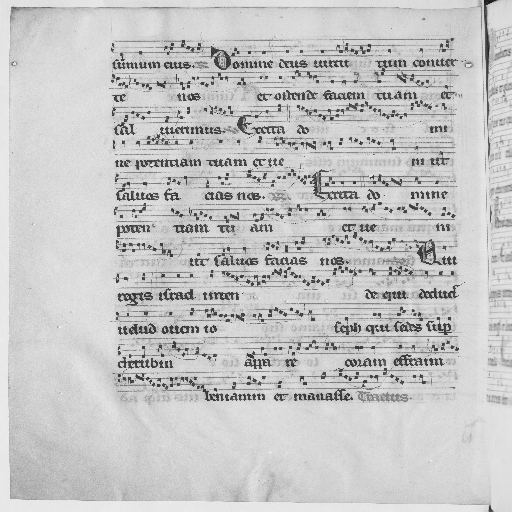 summum eius. Domine deus uirtu tum conuer
te nos et ostende faciem tuam et
sal ui erimus. Excita do mi
ne potentiam tuam et ue ni ut
saluos fa cias nos. Excita do mine
poten tiam tu am et ue ni
ut saluos facias nos. Qui
regis israel inten de qui deduc
uelud ouem io seph qui sedes sup
cherubin appa re coram effraim
beniamin et manasse. Tractus.